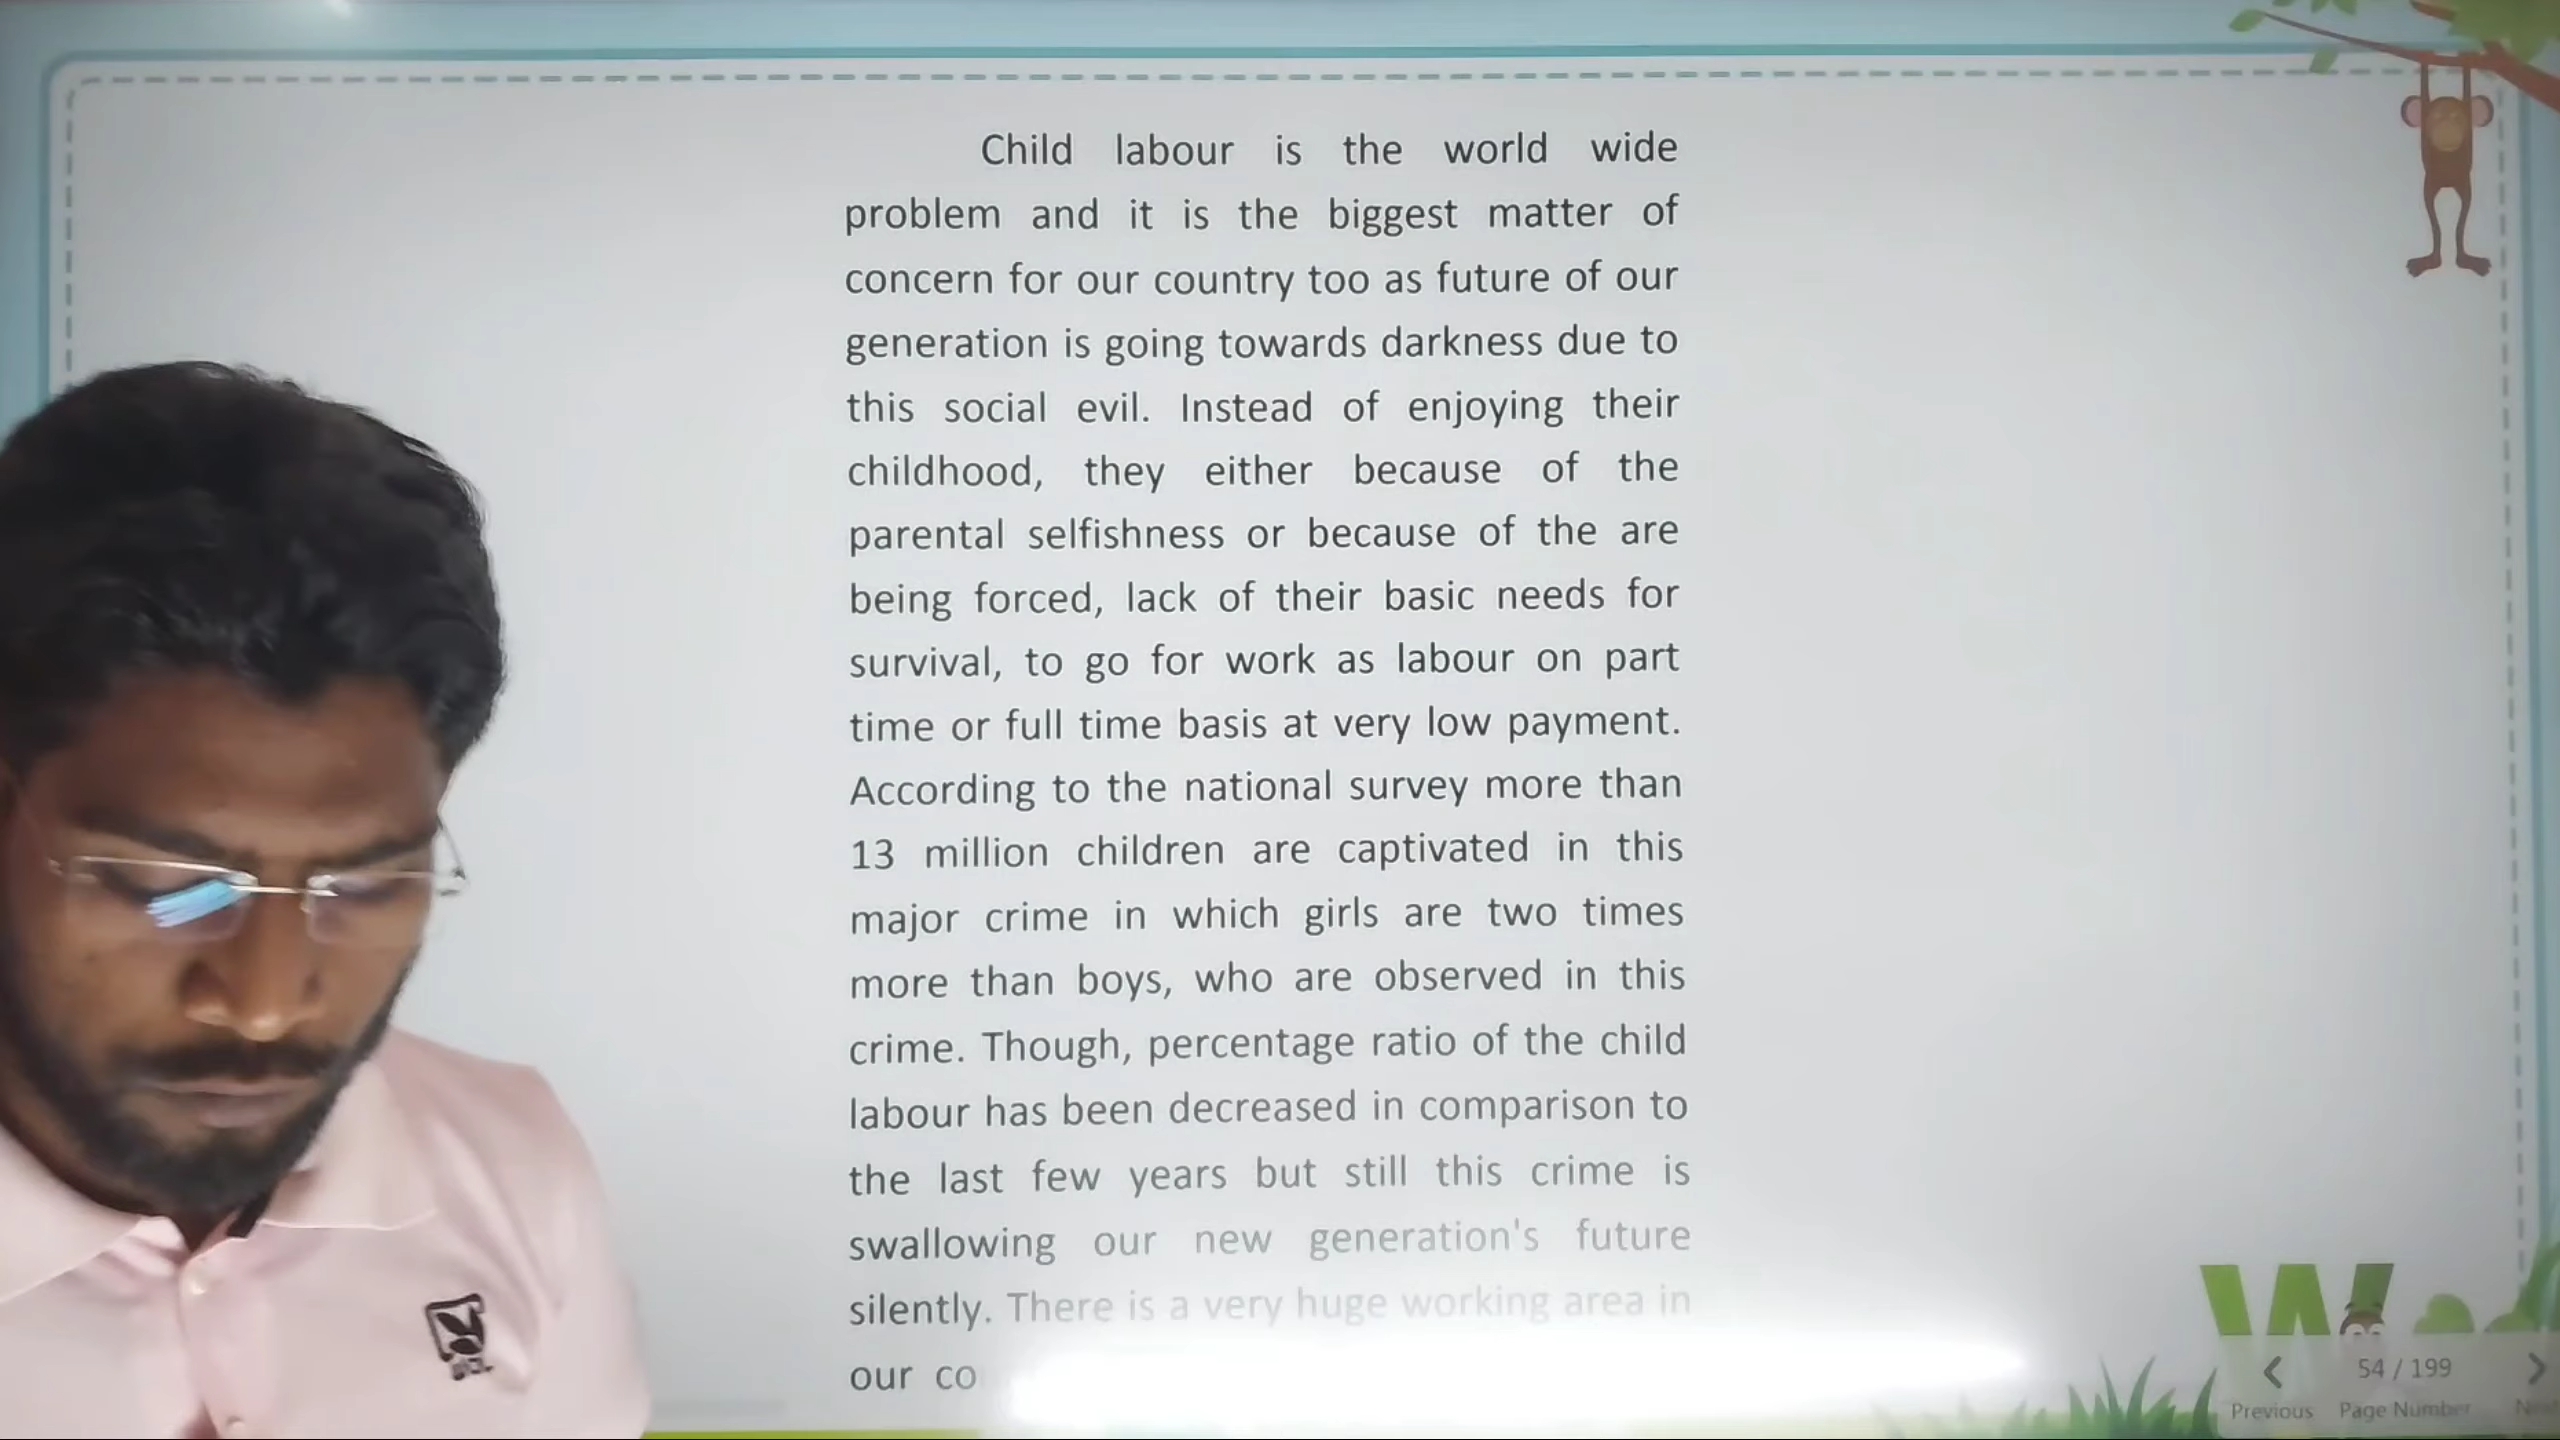 Child labour is the world wide
problem and it is the biggest matter of
concern for our country too as future of our
generation is going towards darkness due to
this social evil. Instead of enjoying their
childhood, they either because of the
parental selfishness or because of the are
being forced, lack of their basic needs for
survival, to go for work as labour on part
time or full time basis at very low payment.
According to the national survey more than
13 million children are captivated in this
major crime in which girls are two times
more than boys, who are observed in this
crime. Though, percentage ratio of the child
labour has been decreased in comparison to
the last few years but still this crime is
swallowing our new generation's future
silently. There is a very huge working area in
our co
W
54 / 199
Previous Page Number